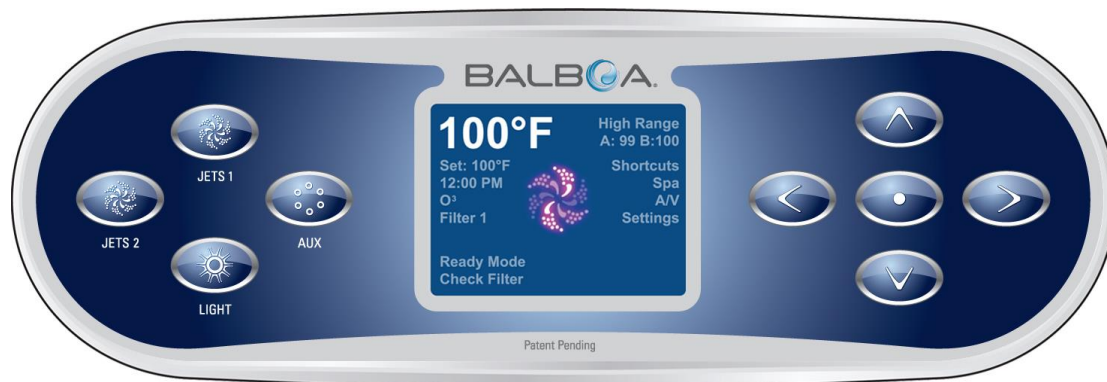 BALBOA.
JETS 1
JETS 2
AUX
LIGHT
100°F
Set: 100°F
12:00 PM
O³
Filter 1
Ready Mode
Check Filter
High Range
A: 99 B:100
Shortcuts
Spa
A/V
Settings
Patent Pending